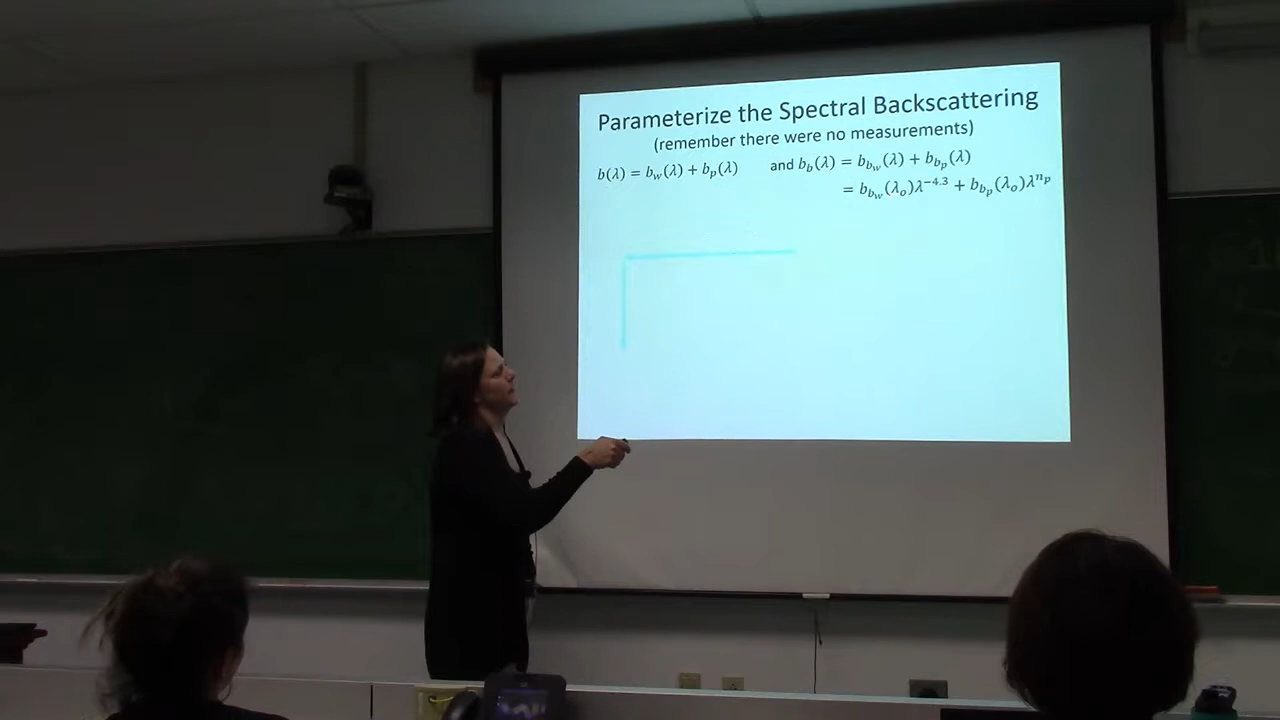 Parameterize the Spectral Backscattering
(remember there were no measurements)
b(λ) = b_w(λ) + b_p(λ) and b_b(λ) = b_{b_w}(λ) + b_{b_p}(λ)
= b_{b_w}(λ_o)λ^{-4.3} + b_{b_p}(λ_o)λ^{n_p}